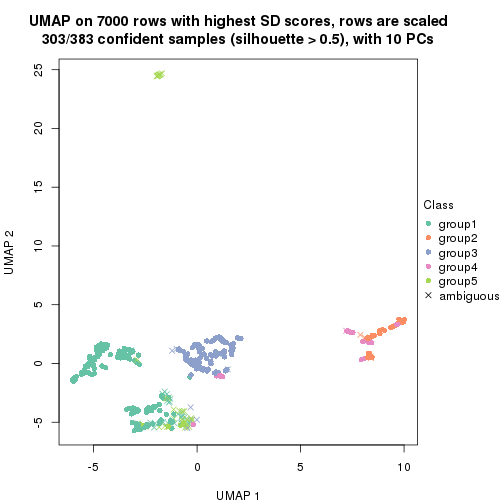 UMAP on 7000 rows with highest SD scores, rows are scaled
303/383 confident samples (silhouette > 0.5), with 10 PCs
25
20
15
10
5
0
-5
UMAP 2
-5
0
5
10
UMAP 1
Class
group1
group2
group3
group4
group5
ambiguous